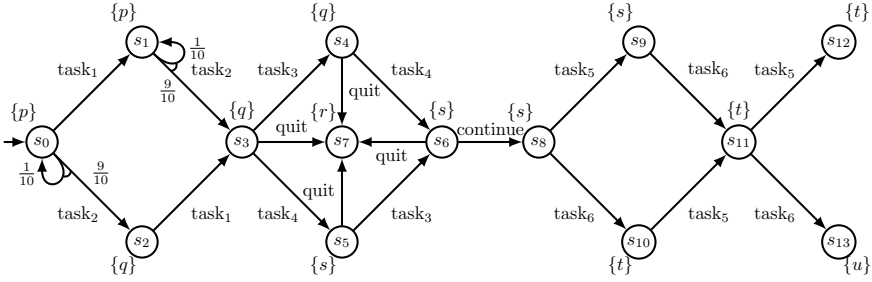 {p} {q} {s} {t}
s₁ 1/10 s₄ s₉ s₁₂
task₁ task₂ task₃ task₄ task₅ task₆ task₅
9/10 quit
{p} {q} {r} {s} {s} {t}
s₀ s₃ quit s₇ quit s₆ continue s₈ s₁₁
1/10 9/10 quit
task₂ task₁ task₄ task₃ task₆ task₅ task₆
s₂ s₅ s₁₀ s₁₃
{q} {s} {t} {u}